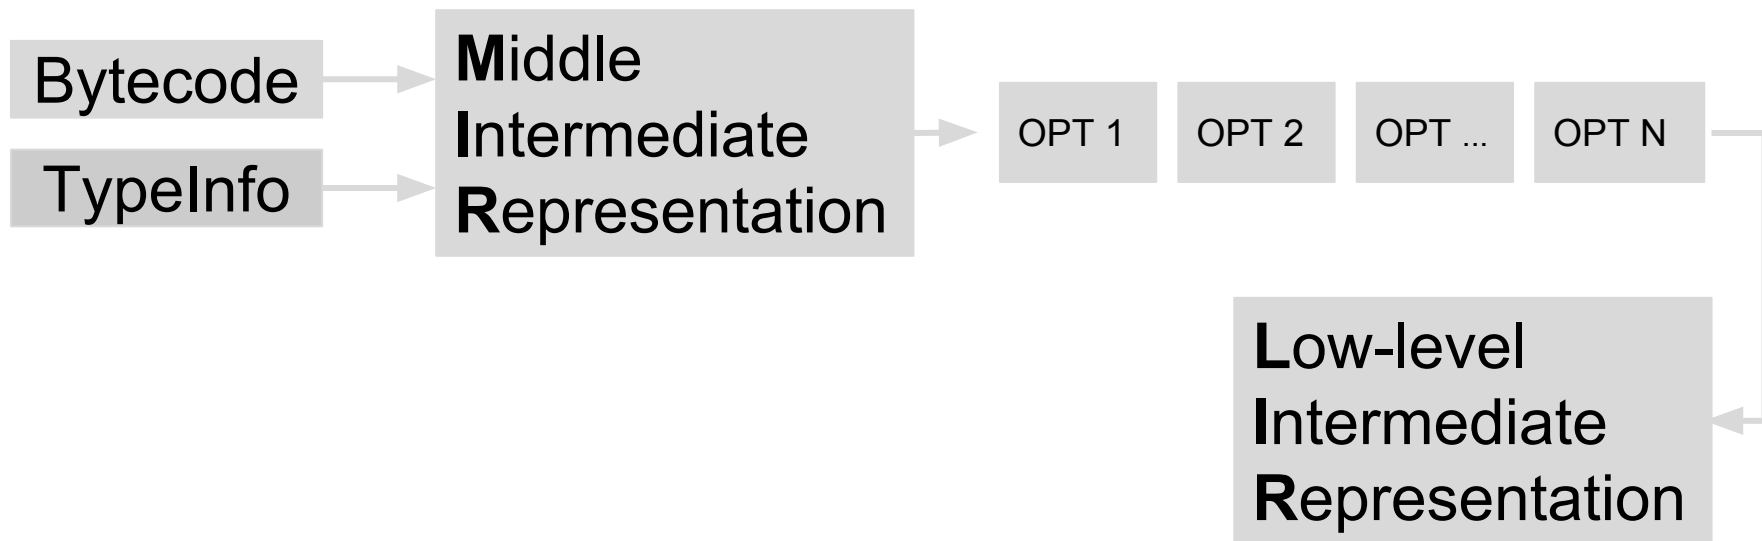 Bytecode
TypeInfo
Middle
Intermediate
Representation
OPT 1
OPT 2
OPT ...
OPT N
Low-level
Intermediate
Representation